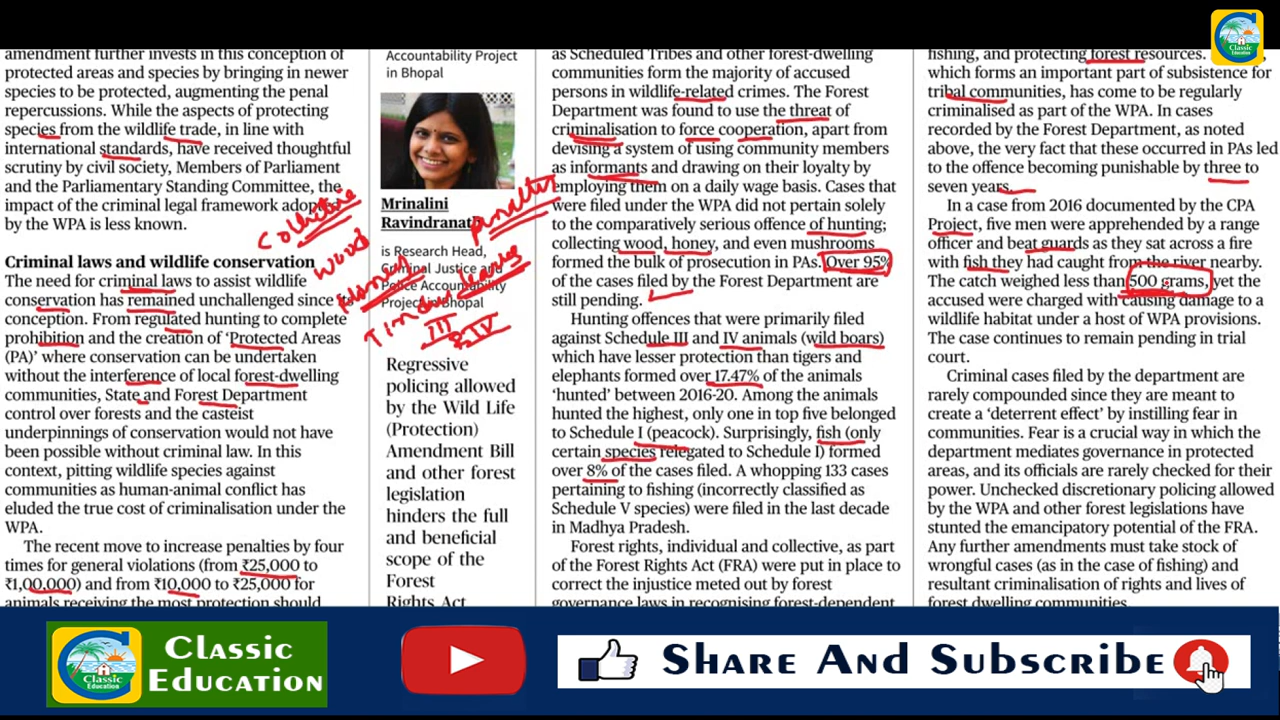 amendment further invests in this conception of
protected areas and species by bringing in newer
species to be protected, augmenting the penal
repercussions. While the aspects of protecting
species from the wildlife trade, in line with
international standards, have received thoughtful
scrutiny by civil society, Members of Parliament
and the Parliamentary Standing Committee, the
impact of the criminal legal framework adopted
by the WPA is less known.
Criminal laws and wildlife conservation
The need for criminal laws to assist wildlife
conservation has remained unchallenged since its
conception. From regulated hunting to complete
prohibition and the creation of ‘Protected Areas
(PA)’ where conservation can be undertaken
without the interference of local forest-dwelling
communities, State and Forest Department
control over forests and the casteist
underpinnings of conservation would not have
been possible without criminal law. In this
context, pitting wildlife species against
communities as human-animal conflict has
eluded the true cost of criminalisation under the
WPA.
The recent move to increase penalties by four
times for general violations (from ₹25,000 to
₹1,00,000) and from ₹10,000 to ₹25,000 for
animals receiving the most protection should
Accountability Project
in Bhopal
Mrinalini
Ravindranath
is Research Head,
Criminal Justice and
Police Accountability
Project in Bhopal
wood
III
& IV
Regressive
policing allowed
by the Wild Life
(Protection)
Amendment Bill
and other forest
legislation
hinders the full
and beneficial
scope of the
Forest
Rights Act
as Scheduled Tribes and other forest-dwelling
communities form the majority of accused
persons in wildlife-related crimes. The Forest
Department was found to use the threat of
criminalisation to force cooperation, apart from
devising a system of using community members
as informants and drawing on their loyalty by
employing them on a daily wage basis. Cases that
were filed under the WPA did not pertain solely
to the comparatively serious offence of hunting;
collecting wood, honey, and even mushrooms
formed the bulk of prosecution in PAs. Over 95%
of the cases filed by the Forest Department are
still pending.
Hunting offences that were primarily filed
against Schedule III and IV animals (wild boars)
which have lesser protection than tigers and
elephants formed over 17.47% of the animals
‘hunted’ between 2016-20. Among the animals
hunted the highest, only one in top five belonged
to Schedule I (peacock). Surprisingly, fish (only
certain species relegated to Schedule I) formed
over 8% of the cases filed. A whopping 133 cases
pertaining to fishing (incorrectly classified as
Schedule V species) were filed in the last decade
in Madhya Pradesh.
Forest rights, individual and collective, as part
of the Forest Rights Act (FRA) were put in place to
correct the injustice meted out by forest
governance laws in recognising forest-dependent
fishing, and protecting forest resources.
which forms an important part of subsistence for
tribal communities, has come to be regularly
criminalised as part of the WPA. In cases
recorded by the Forest Department, as noted
above, the very fact that these occurred in PAs led
to the offence becoming punishable by three to
seven years.
In a case from 2016 documented by the CPA
Project, five men were apprehended by a range
officer and beat guards as they sat across a fire
with fish they had caught from the river nearby.
The catch weighed less than 500 grams, yet the
accused were charged with causing damage to a
wildlife habitat under a host of WPA provisions.
The case continues to remain pending in trial
court.
Criminal cases filed by the department are
rarely compounded since they are meant to
create a ‘deterrent effect’ by instilling fear in
communities. Fear is a crucial way in which the
department mediates governance in protected
areas, and its officials are rarely checked for their
power. Unchecked discretionary policing allowed
by the WPA and other forest legislations have
stunted the emancipatory potential of the FRA.
Any further amendments must take stock of
wrongful cases (as in the case of fishing) and
resultant criminalisation of rights and lives of
forest dwelling communities.
Classic
Education
Classic
Education
Classic
Education
Share And Subscribe